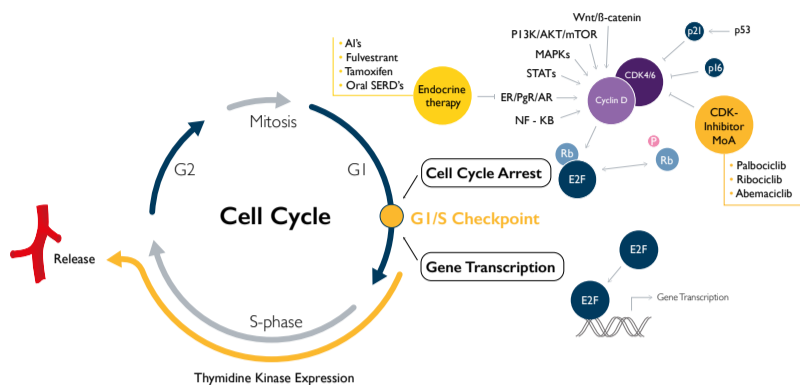 Wnt/ß-catenin
P13K/AKT/mTOR
MAPKs
STATs
ER/PgR/AR
NF - KB
AI's
Fulvestrant
Tamoxifen
Oral SERD's
Endocrine
therapy
Cyclin D
CDK4/6
p21
p53
p16
CDK-
Inhibitor
MoA
Palbociclib
Ribociclib
Abemaciclib
Rb
E2F
P
Rb
Mitosis
G2
G1
Cell Cycle
Cell Cycle Arrest
G1/S Checkpoint
Gene Transcription
Release
S-phase
Thymidine Kinase Expression
E2F
E2F
Gene Transcription